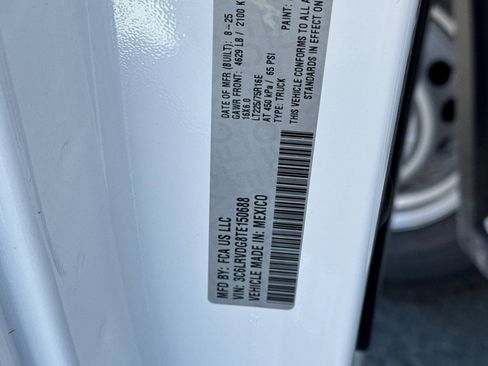 MFD BY: FCA US LLC
DATE OF MFR (BUILT): 8-25
GAWR FRONT: 4629 LB / 2100 K
16X6.0
LT225/75R16E
AT 450 kPa / 65 PSI
TYPE: TRUCK
VIN: 3C6LRVDG8TE150688
VEHICLE MADE IN: MEXICO
PAINT:
THIS VEHICLE CONFORMS TO ALL A
STANDARDS IN EFFECT ON